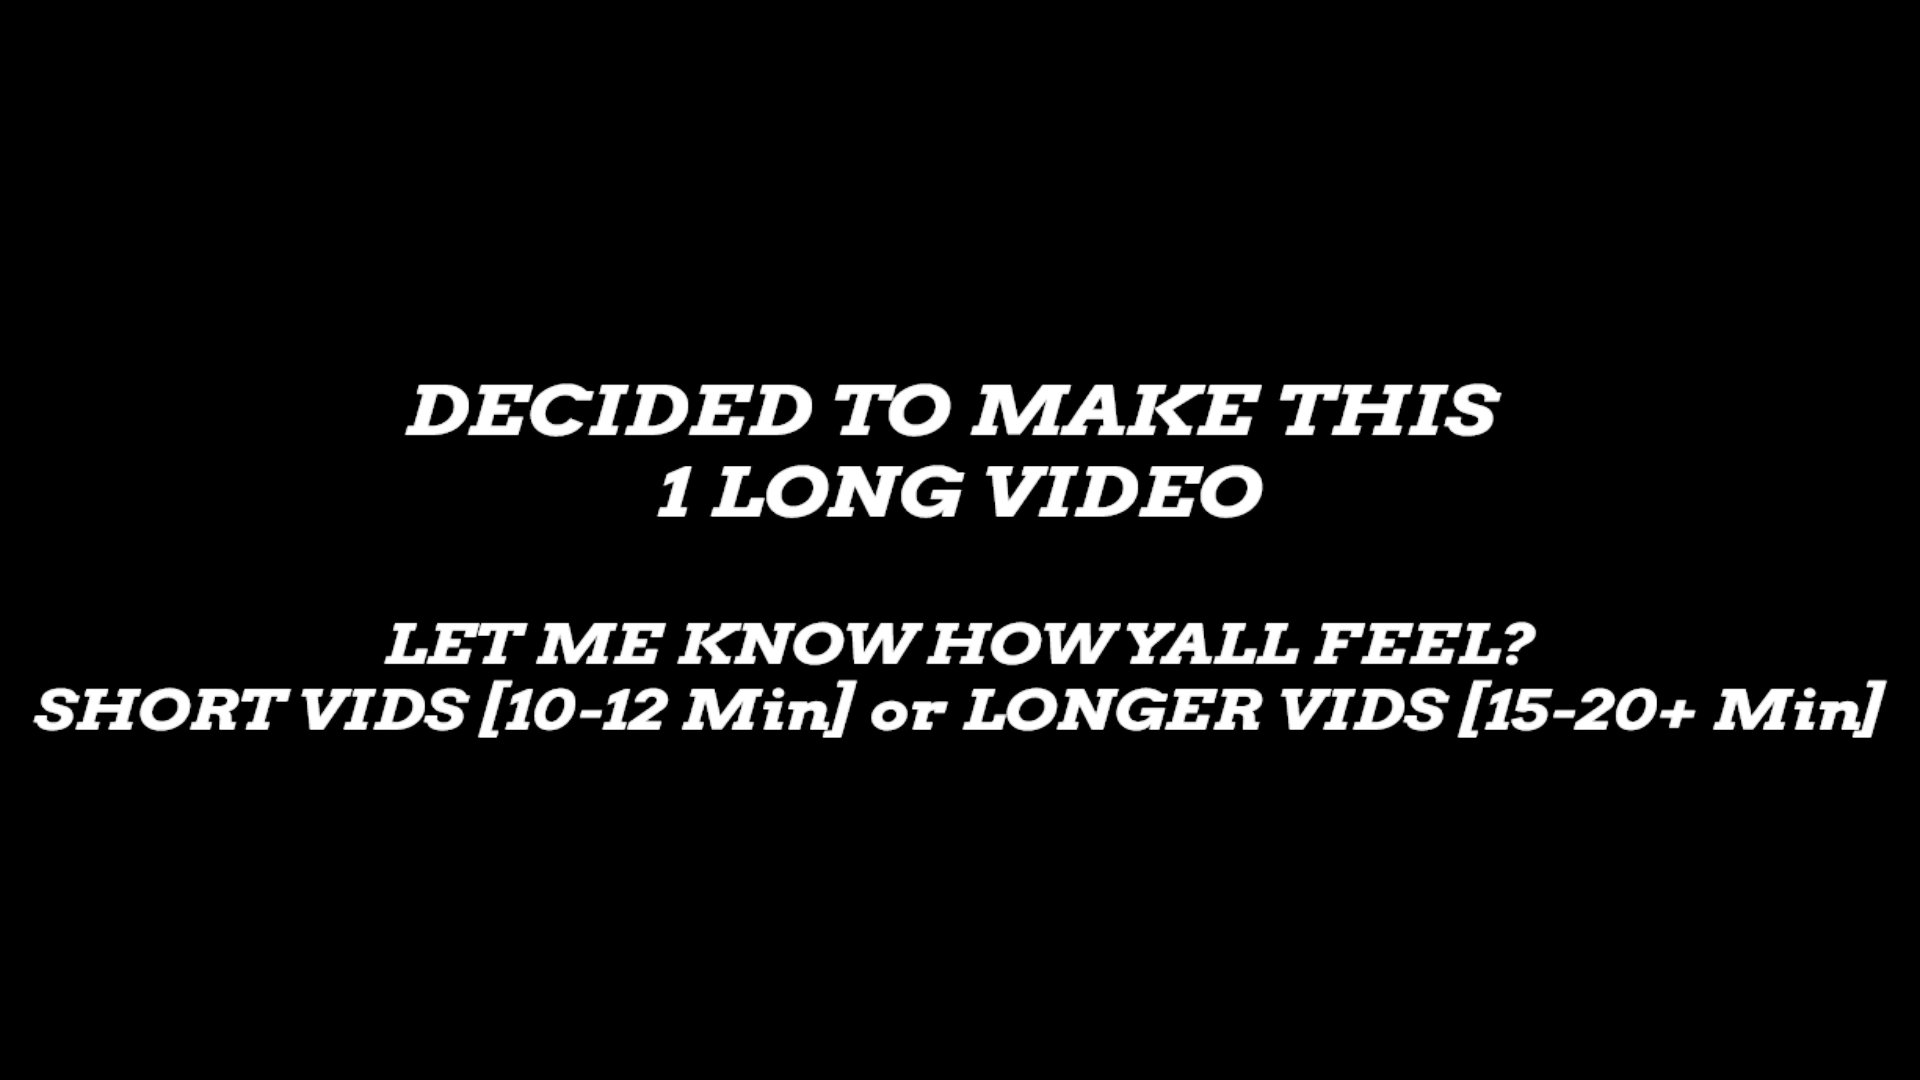 DECIDED TO MAKE THIS
1 LONG VIDEO
LET ME KNOW HOW YALL FEEL?
SHORT VIDS [10-12 Min] or LONGER VIDS [15-20+ Min]